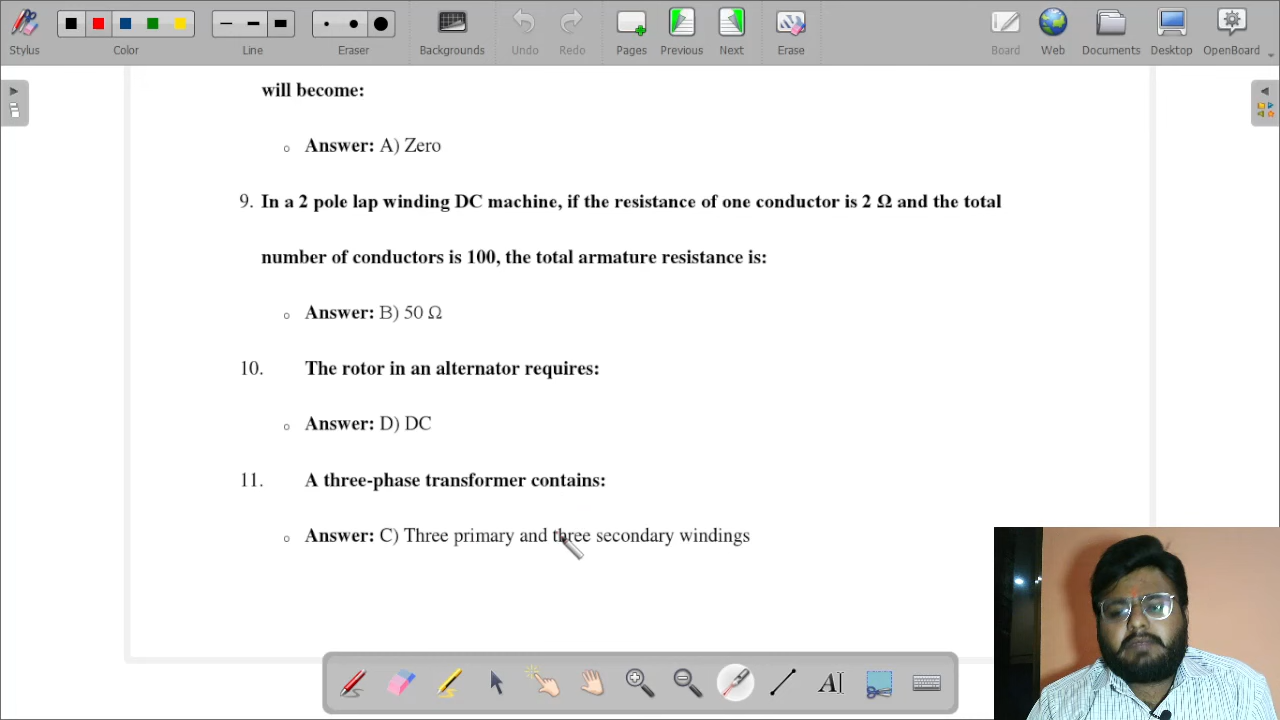 Stylus
Color
Line
Eraser
Backgrounds
Undo
Redo
Pages
Previous
Next
Erase
Board
Web
Documents
Desktop
OpenBoard
will become:
Answer: A) Zero
9. In a 2 pole lap winding DC machine, if the resistance of one conductor is 2 Ω and the total
number of conductors is 100, the total armature resistance is:
Answer: B) 50 Ω
10. The rotor in an alternator requires:
Answer: D) DC
11. A three-phase transformer contains:
Answer: C) Three primary and three secondary windings